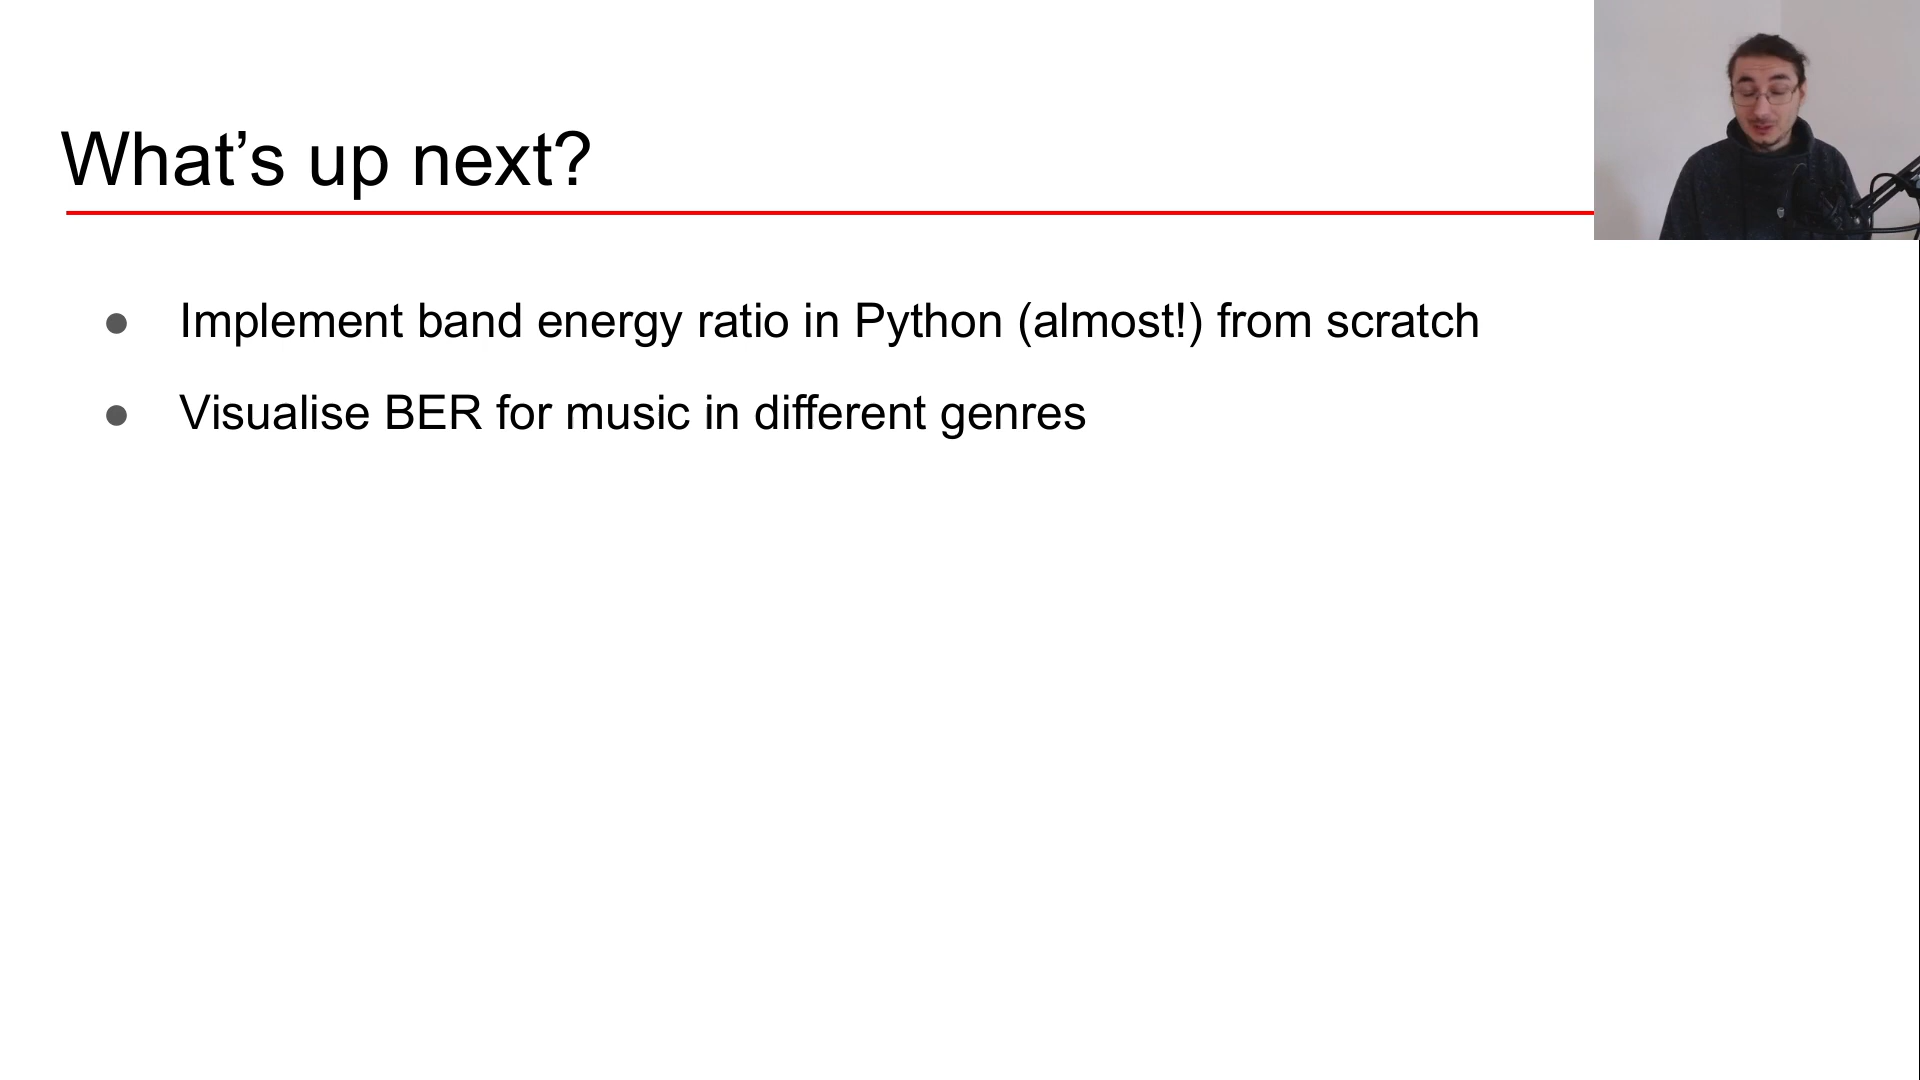 What’s up next?
● Implement band energy ratio in Python (almost!) from scratch
● Visualise BER for music in different genres